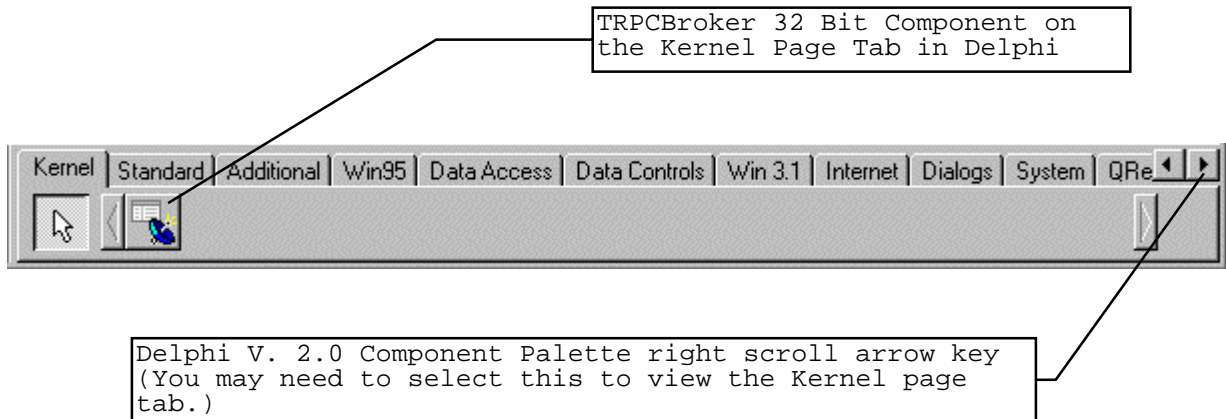 TRPCBroker 32 Bit Component on
the Kernel Page Tab in Delphi
Kernel Standard Additional Win95 Data Access Data Controls Win 3.1 Internet Dialogs System QRe
Delphi V. 2.0 Component Palette right scroll arrow key
(You may need to select this to view the Kernel page
tab.)